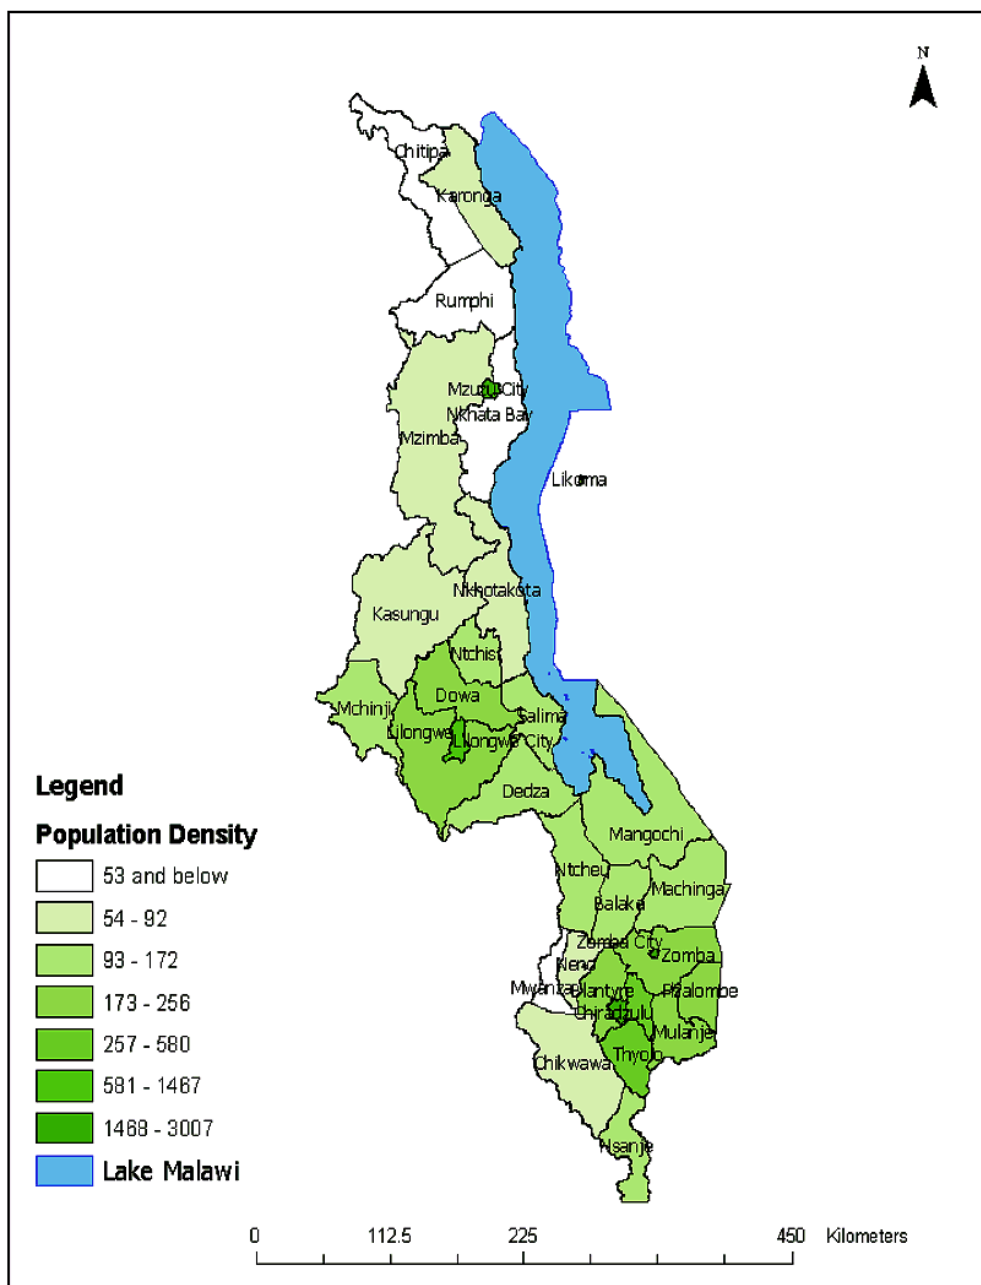 N
Chitipa
Karonga
Rumphi
Mzuzu City
Nkhata Bay
Mzimba
Likoma
Nkhotakota
Kasungu
Ntchisi
Dowa
Mchinji
Salima
Lilongwe
Lilongwe City
Dedza
Mangochi
Ntcheu
Machinga
Balaka
Zomba City
Zomba
Neno
Mwanza
Blantyre
Phalombe
Chiradzulu
Mulanje
Thyolo
Chikwawa
Nsanje
Legend
Population Density
53 and below
54 - 92
93 - 172
173 - 256
257 - 580
581 - 1467
1468 - 3007
Lake Malawi
0 112.5 225 450 Kilometers